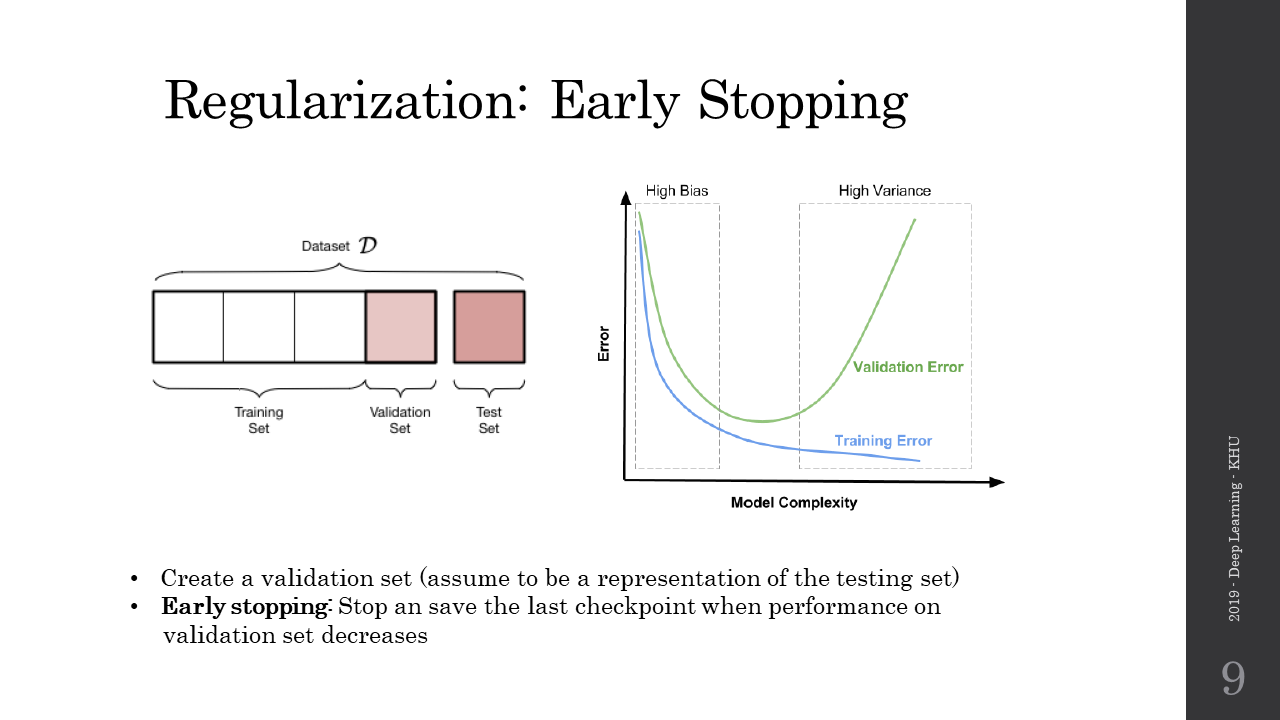 Regularization: Early Stopping
Dataset D
Training
Set
Validation
Set
Test
Set
High Bias
High Variance
Error
Validation Error
Training Error
Model Complexity
• Create a validation set (assume to be a representation of the testing set)
• Early stopping: Stop an save the last checkpoint when performance on
validation set decreases
2019 - Deep Learning - KHU
9